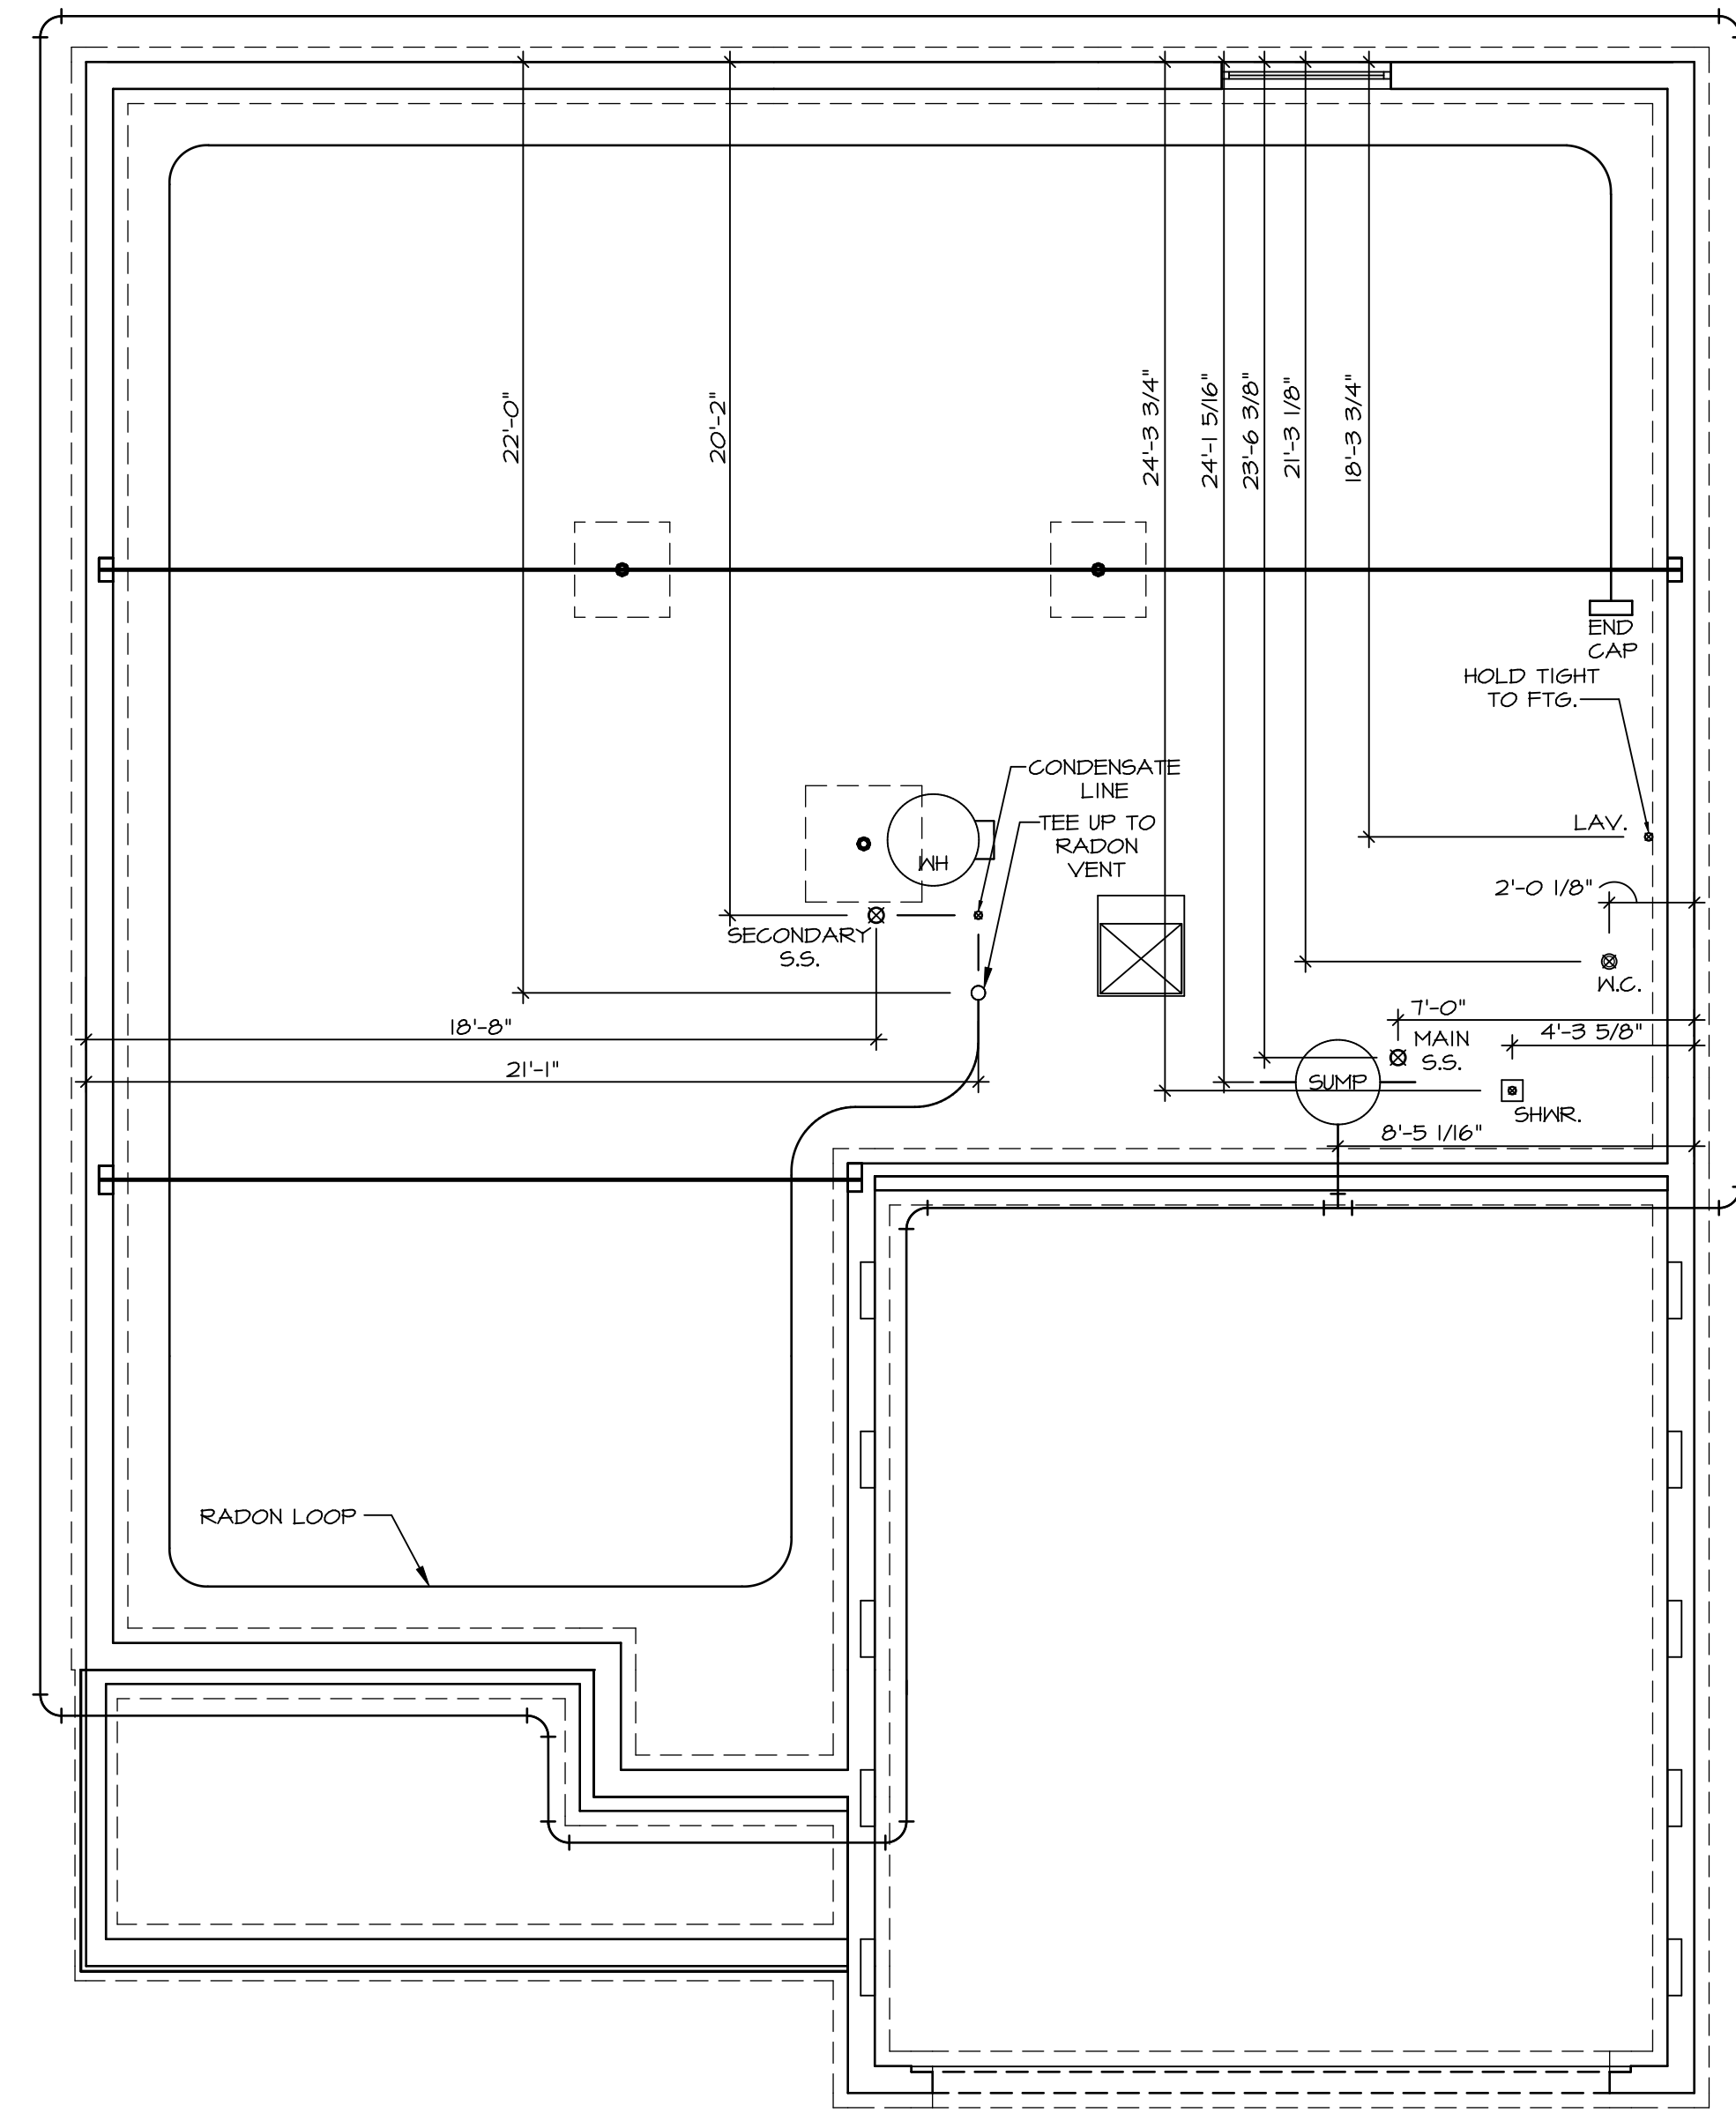 22'-0"
20'-2"
24'-3 3/4"
24'-1 5/16"
23'-6 3/8"
21'-3 1/8"
18'-3 3/4"
END
CAP
HOLD TIGHT
TO FTG.
CONDENSATE
LINE
TEE UP TO
RADON
VENT
LAV.
WH
2'-0 1/8"
SECONDARY
S.S.
W.C.
7'-0"
18'-8"
MAIN
S.S.
4'-3 5/8"
21'-1"
SUMP
SHWR.
8'-5 1/16"
RADON LOOP